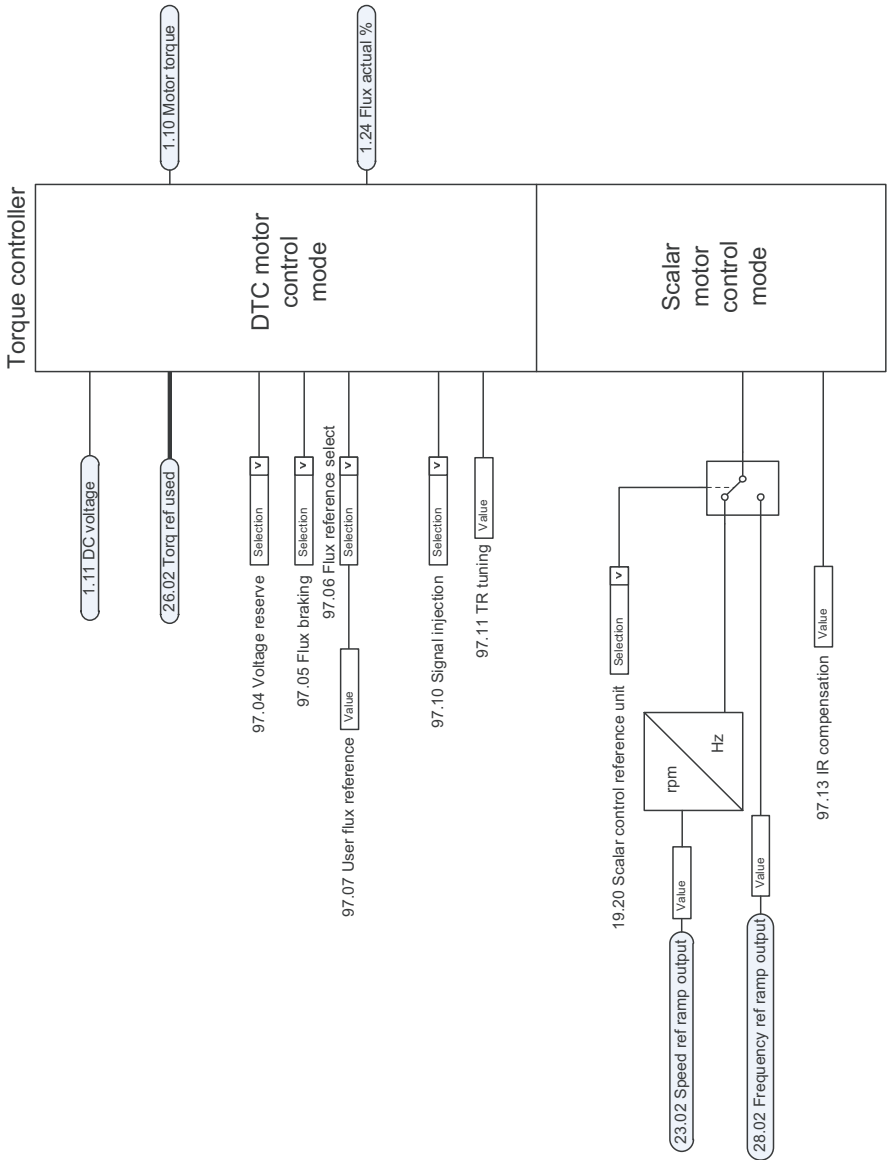 Torque controller
1.11 DC voltage
26.02 Torq ref used
97.04 Voltage reserve
Selection
v
97.05 Flux braking
Selection
v
97.06 Flux reference select
97.07 User flux reference
Value
Selection
v
97.10 Signal injection
Selection
v
97.11 TR tuning
Value
DTC motor
control
mode
1.10 Motor torque
1.24 Flux actual %
19.20 Scalar control reference unit
Selection
v
23.02 Speed ref ramp output
Value
rpm
Hz
28.02 Frequency ref ramp output
Value
97.13 IR compensation
Value
Scalar
motor
control
mode